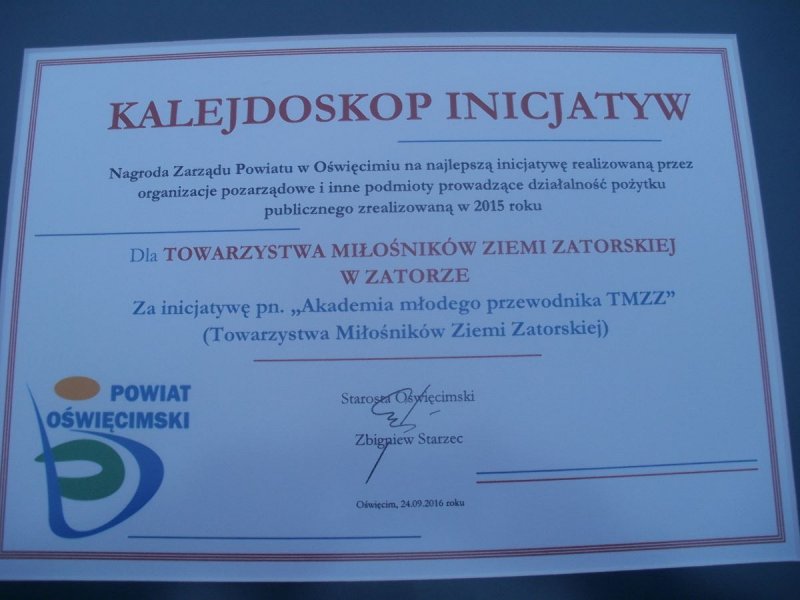 KALEJDOSKOP INICJATYW
Nagroda Zarządu Powiatu w Oświęcimiu na najlepszą inicjatywę realizowaną przez
organizacje pozarządowe i inne podmioty prowadzące działalność pożytku
publicznego zrealizowaną w 2015 roku
Dla TOWARZYSTWA MIŁOŚNIKÓW ZIEMI ZATORSKIEJ
W ZATORZE
Za inicjatywę pn. „Akademia młodego przewodnika TMZZ”
(Towarzystwa Miłośników Ziemi Zatorskiej)
Starosta Oświęcimski
Zbigniew Starzec
POWIAT
OŚWIĘCIMSKI
Oświęcim, 24.09.2016 roku